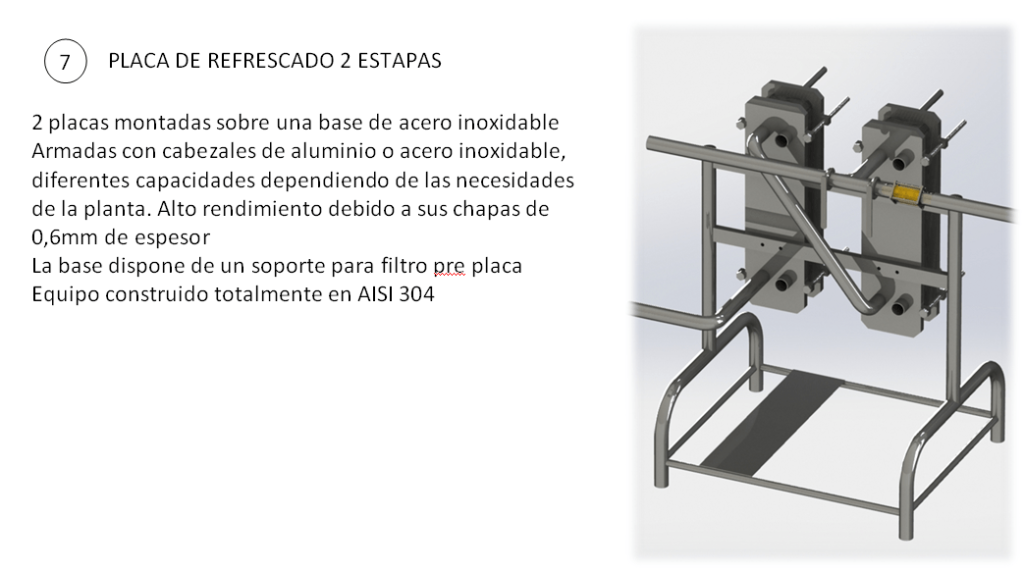 7 PLACA DE REFRESCADO 2 ESTAPAS
2 placas montadas sobre una base de acero inoxidable
Armadas con cabezales de aluminio o acero inoxidable,
diferentes capacidades dependiendo de las necesidades
de la planta. Alto rendimiento debido a sus chapas de
0,6mm de espesor
La base dispone de un soporte para filtro pre placa
Equipo construido totalmente en AISI 304